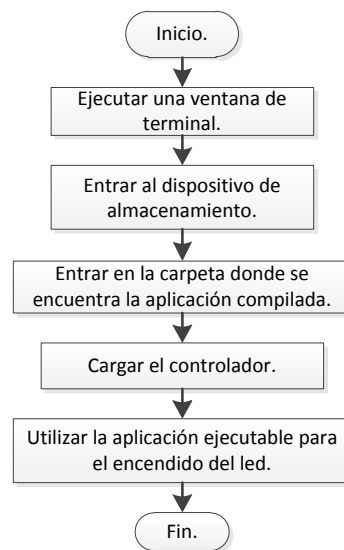 Inicio.
Ejecutar una ventana de
terminal.
Entrar al dispositivo de
almacenamiento.
Entrar en la carpeta donde se
encuentra la aplicación compilada.
Cargar el controlador.
Utilizar la aplicación ejecutable para
el encendido del led.
Fin.